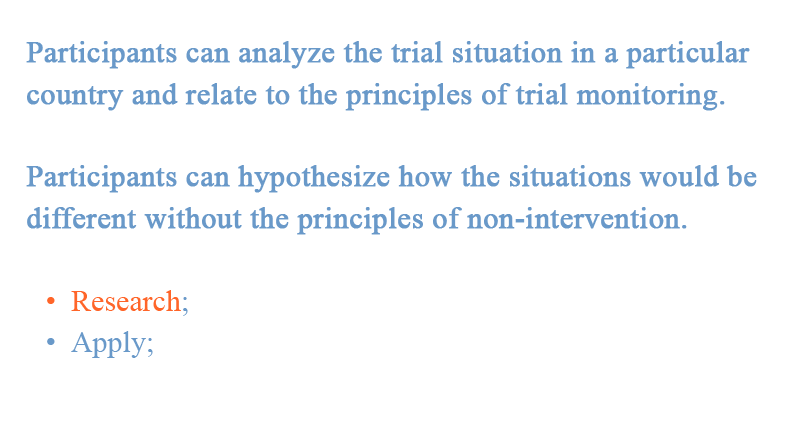 Participants can analyze the trial situation in a particular
country and relate to the principles of trial monitoring.
Participants can hypothesize how the situations would be
different without the principles of non-intervention.
• Research;
• Apply;